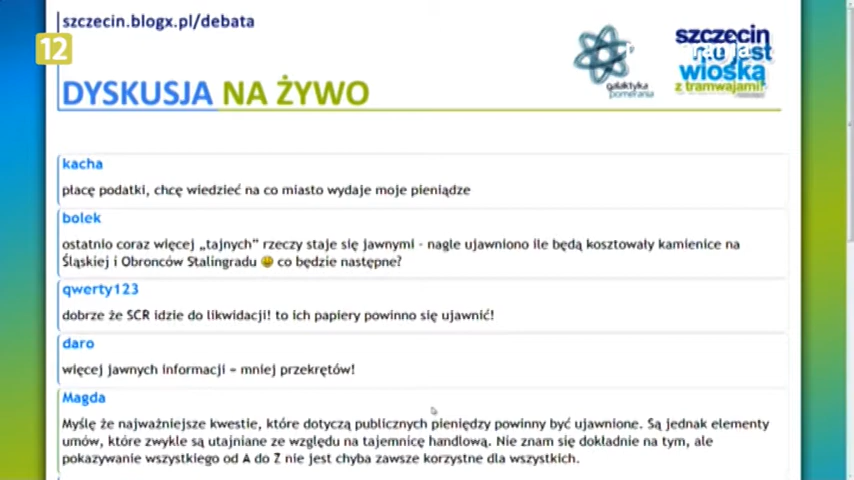 szczecin.blogx.pl/debata
12
DYSKUSJA NA ŻYWO
galaktyka
pomerania
szczecin
jest
wioską
z tramwajami!
kacha
płacę podatki, chcę wiedzieć na co miasto wydaje moje pieniądze
bolek
ostatnio coraz więcej „tajnych” rzeczy staje się jawnymi - nagle ujawniono ile będą kosztowały kamienice na
Śląskiej i Obronców Stalingradu co będzie następne?
qwerty123
dobrze że SCR idzie do likwidacji! to ich papiery powinno się ujawnić!
daro
więcej jawnych informacji = mniej przekrętów!
Magda
Myślę że najważniejsze kwestie, które dotyczą publicznych pieniędzy powinny być ujawnione. Są jednak elementy
umów, które zwykle są utajniane ze względu na tajemnicę handlową. Nie znam się dokładnie na tym, ale
pokazywanie wszystkiego od A do Z nie jest chyba zawsze korzystne dla wszystkich.